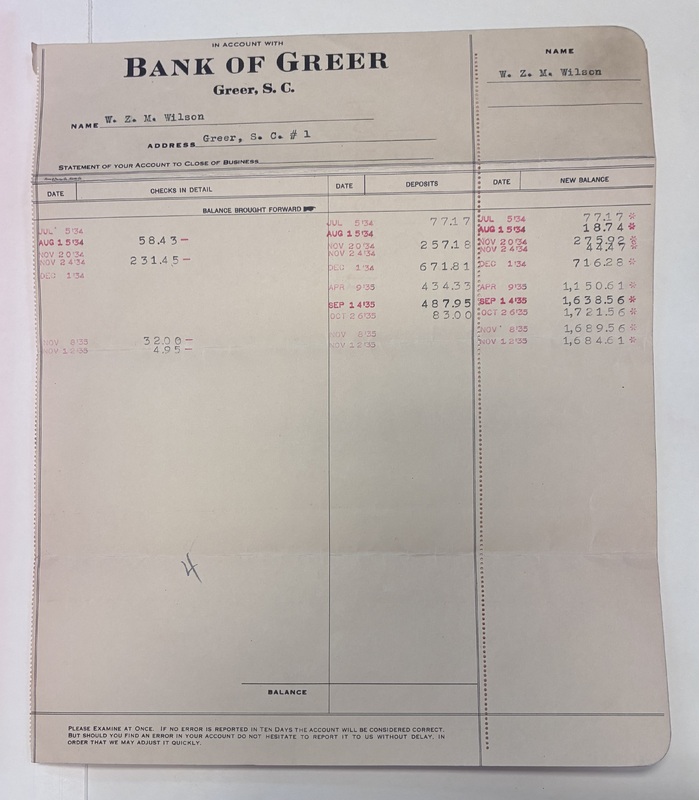 IN ACCOUNT WITH
BANK OF GREER
Greer, S. C.
NAME W. Z. M. Wilson
ADDRESS Greer, S. C. # 1
STATEMENT OF YOUR ACCOUNT TO CLOSE OF BUSINESS
NAME
W. Z. M. Wilson
DATE CHECKS IN DETAIL DATE DEPOSITS DATE NEW BALANCE
BALANCE BROUGHT FORWARD
JUL 5'34 JUL 5'34 77.17 JUL 5'34 77.17 *
AUG 15'34 58.43- AUG 15'34 AUG 15'34 18.74 *
NOV 20'34 NOV 20'34 257.18 NOV 20'34 275.92 *
NOV 24'34 231.45- NOV 24'34 NOV 24'34 44.47 *
DEC 1'34 DEC 1'34 671.81 DEC 1'34 716.28 *
APR 9'35 434.33 APR 9'35 1,150.61 *
SEP 14'35 487.95 SEP 14'35 1,638.56 *
OCT 26'35 83.00 OCT 26'35 1,721.56 *
NOV 8'35 32.00- NOV 8'35 NOV 8'35 1,689.56 *
NOV 12'35 4.95- NOV 12'35 NOV 12'35 1,684.61 *
4
BALANCE
PLEASE EXAMINE AT ONCE. IF NO ERROR IS REPORTED IN TEN DAYS THE ACCOUNT WILL BE CONSIDERED CORRECT.
BUT SHOULD YOU FIND AN ERROR IN YOUR ACCOUNT DO NOT HESITATE TO REPORT IT TO US WITHOUT DELAY, IN
ORDER THAT WE MAY ADJUST IT QUICKLY.